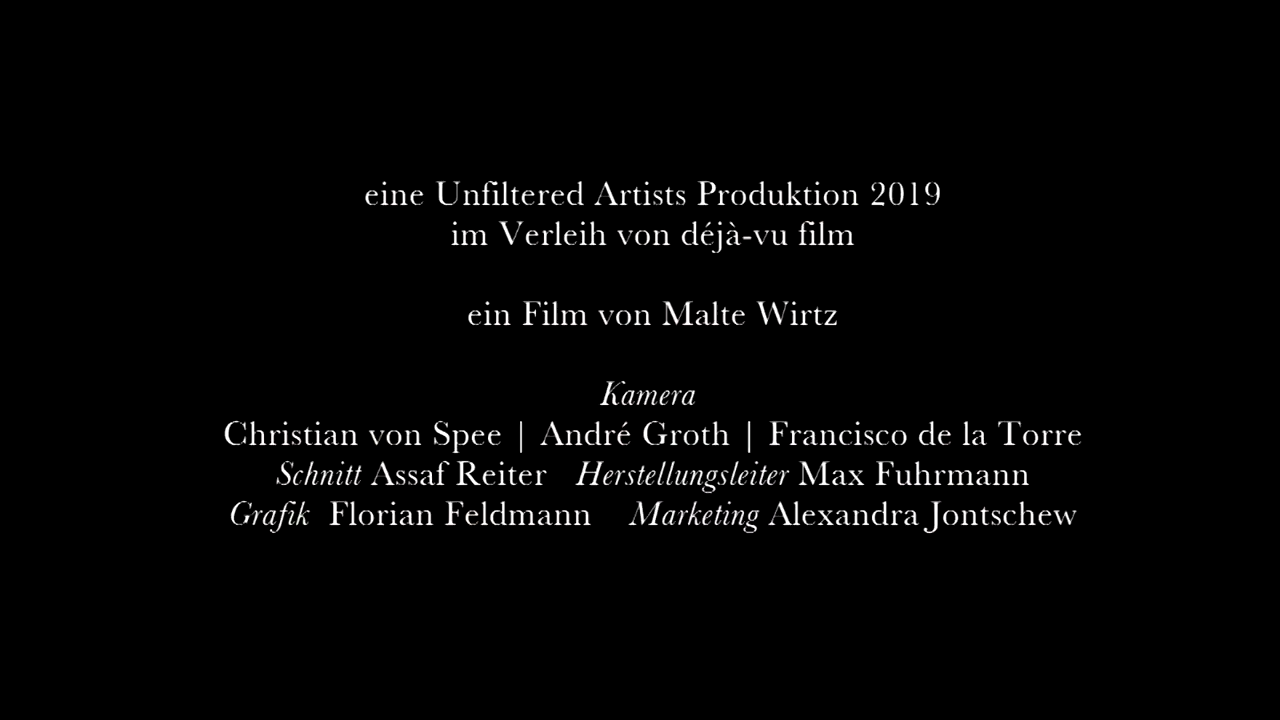 eine Unfiltered Artists Produktion 2019
im Verleih von déjà-vu film
ein Film von Malte Wirtz
Kamera
Christian von Spee | André Groth | Francisco de la Torre
Schnitt Assaf Reiter Herstellungsleiter Max Fuhrmann
Grafik Florian Feldmann Marketing Alexandra Jontschew